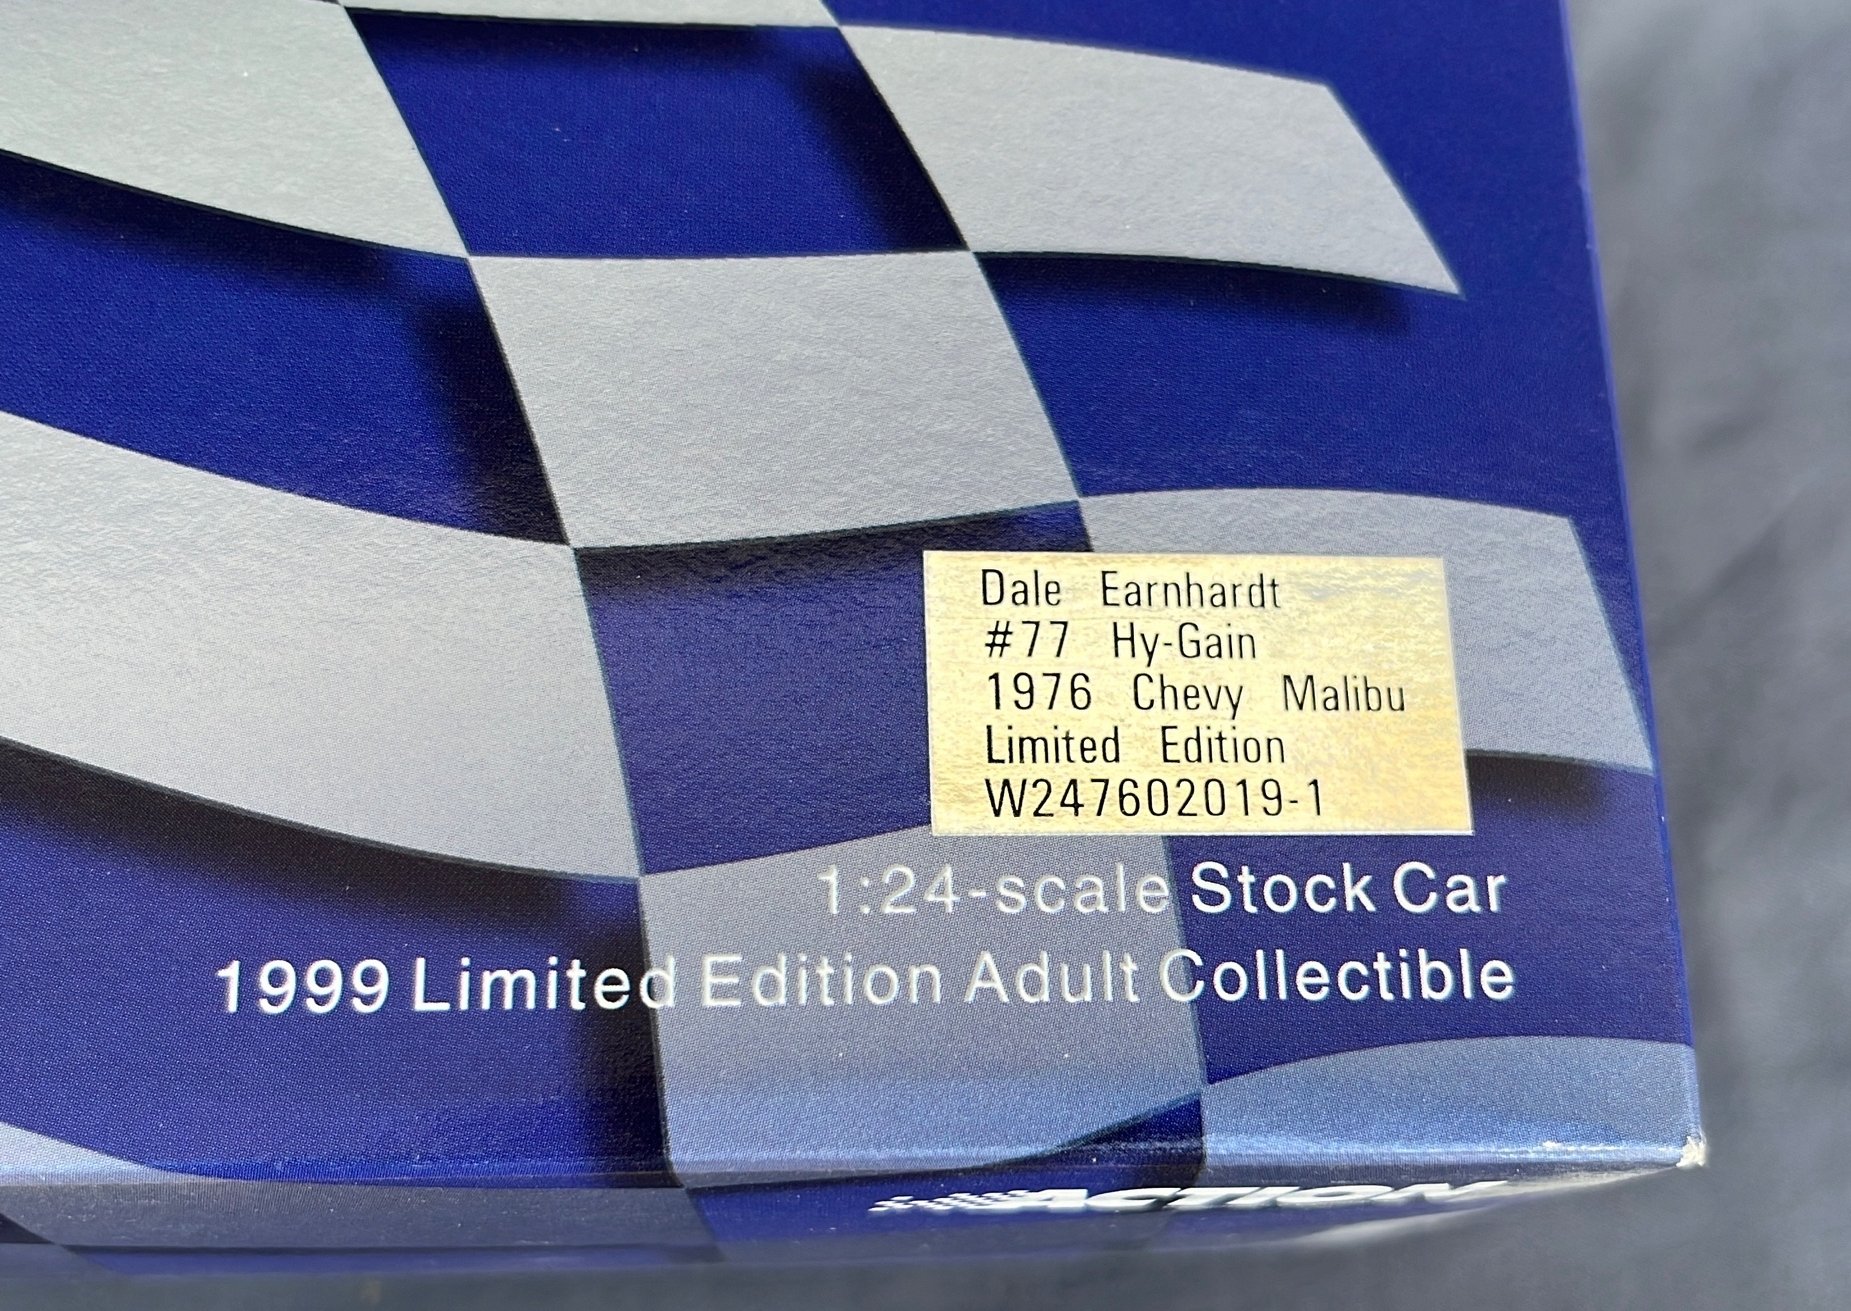 Dale Earnhardt
#77 Hy-Gain
1976 Chevy Malibu
Limited Edition
W247602019-1
1:24-scale Stock Car
1999 Limited Edition Adult Collectible
ACTION